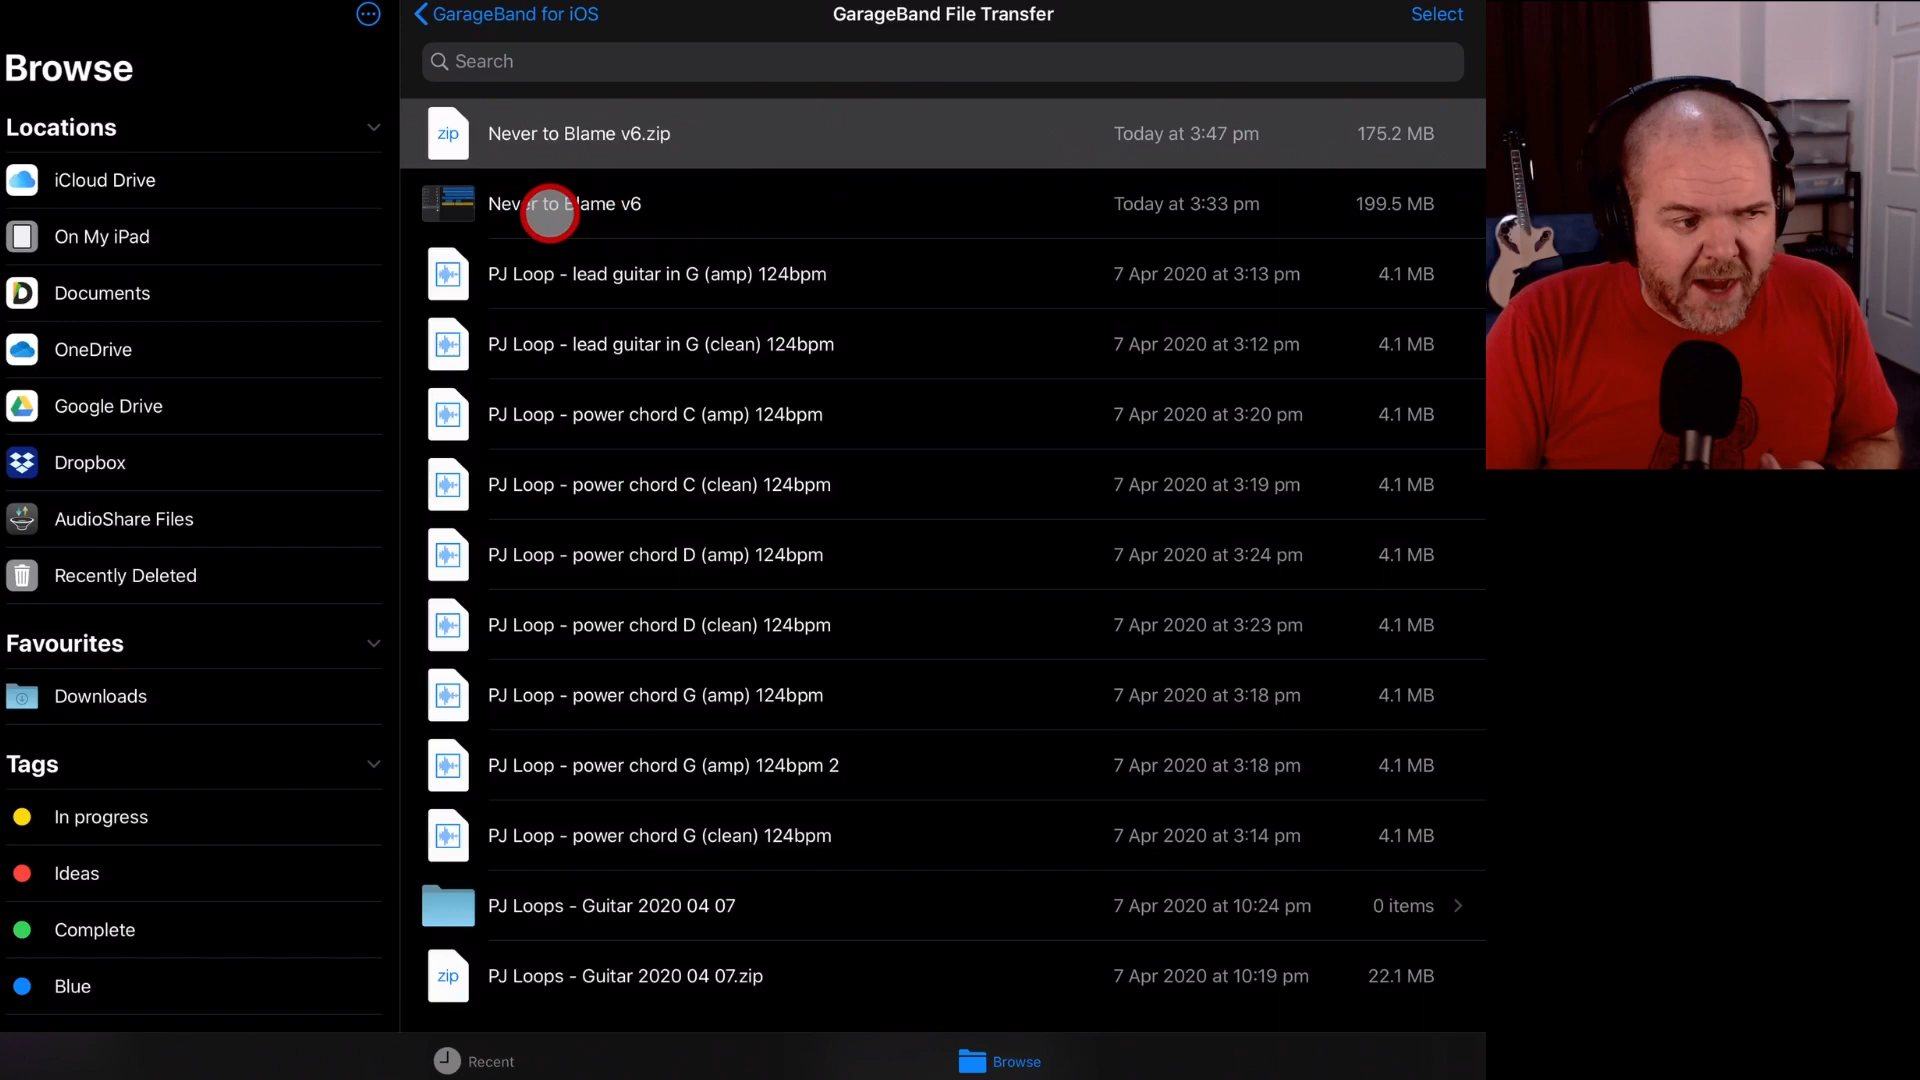 GarageBand for iOS
GarageBand File Transfer
Select
Search
Browse
Locations
iCloud Drive
On My iPad
Documents
OneDrive
Google Drive
Dropbox
AudioShare Files
Recently Deleted
Favourites
Downloads
Tags
In progress
Ideas
Complete
Blue
zip Never to Blame v6.zip Today at 3:47 pm 175.2 MB
Never to Blame v6 Today at 3:33 pm 199.5 MB
PJ Loop - lead guitar in G (amp) 124bpm 7 Apr 2020 at 3:13 pm 4.1 MB
PJ Loop - lead guitar in G (clean) 124bpm 7 Apr 2020 at 3:12 pm 4.1 MB
PJ Loop - power chord C (amp) 124bpm 7 Apr 2020 at 3:20 pm 4.1 MB
PJ Loop - power chord C (clean) 124bpm 7 Apr 2020 at 3:19 pm 4.1 MB
PJ Loop - power chord D (amp) 124bpm 7 Apr 2020 at 3:24 pm 4.1 MB
PJ Loop - power chord D (clean) 124bpm 7 Apr 2020 at 3:23 pm 4.1 MB
PJ Loop - power chord G (amp) 124bpm 7 Apr 2020 at 3:18 pm 4.1 MB
PJ Loop - power chord G (amp) 124bpm 2 7 Apr 2020 at 3:18 pm 4.1 MB
PJ Loop - power chord G (clean) 124bpm 7 Apr 2020 at 3:14 pm 4.1 MB
PJ Loops - Guitar 2020 04 07 7 Apr 2020 at 10:24 pm 0 items
zip PJ Loops - Guitar 2020 04 07.zip 7 Apr 2020 at 10:19 pm 22.1 MB
Recent
Browse